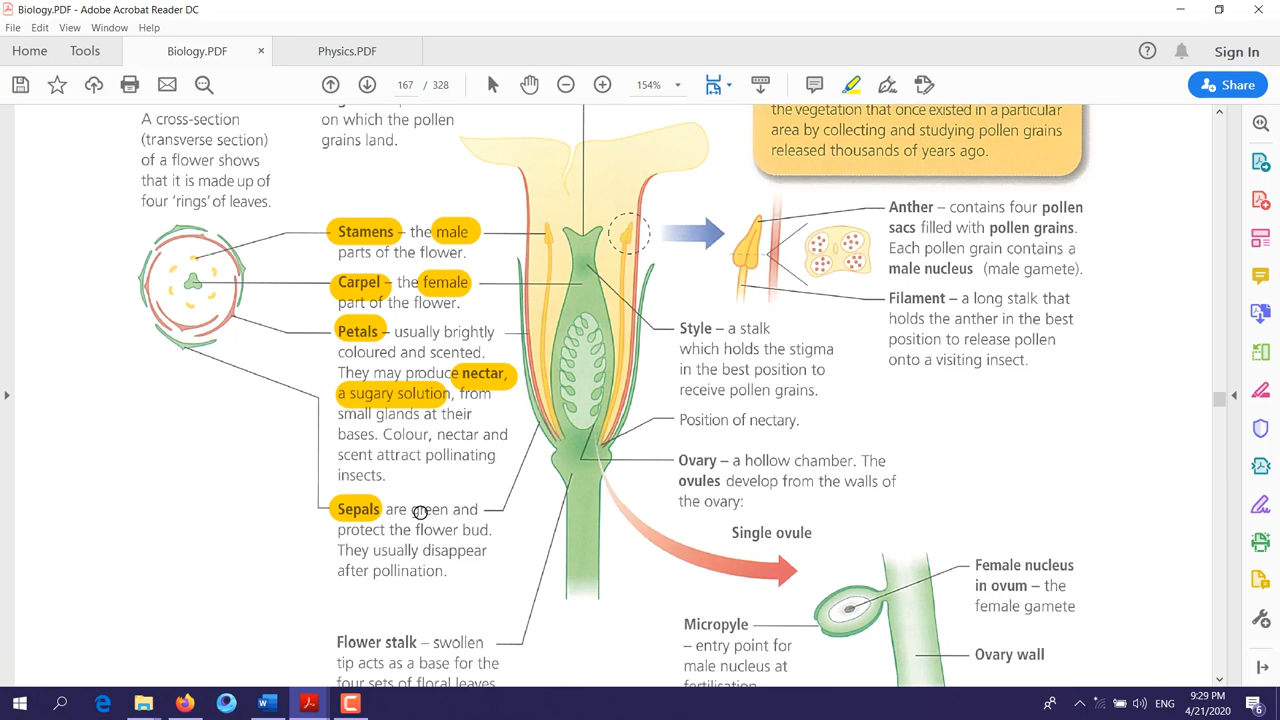 Biology.PDF - Adobe Acrobat Reader DC
File Edit View Window Help
Home Tools Biology.PDF Physics.PDF Sign In
167 / 328 154% Share
A cross-section
(transverse section)
of a flower shows
that it is made up of
four 'rings' of leaves.
on which the pollen
grains land.
the vegetation that once existed in a particular
area by collecting and studying pollen grains
released thousands of years ago.
Stamens – the male
parts of the flower.
Carpel – the female
part of the flower.
Petals – usually brightly
coloured and scented.
They may produce nectar,
a sugary solution, from
small glands at their
bases. Colour, nectar and
scent attract pollinating
insects.
Sepals are green and
protect the flower bud.
They usually disappear
after pollination.
Flower stalk – swollen
tip acts as a base for the
four sets of floral leaves
Anther – contains four pollen
sacs filled with pollen grains.
Each pollen grain contains a
male nucleus (male gamete).
Filament – a long stalk that
holds the anther in the best
position to release pollen
onto a visiting insect.
Style – a stalk
which holds the stigma
in the best position to
receive pollen grains.
Position of nectary.
Ovary – a hollow chamber. The
ovules develop from the walls of
the ovary:
Single ovule
Female nucleus
in ovum – the
female gamete
Micropyle
– entry point for
male nucleus at
fertilisation
Ovary wall
ENG
9:29 PM
4/21/2020
6